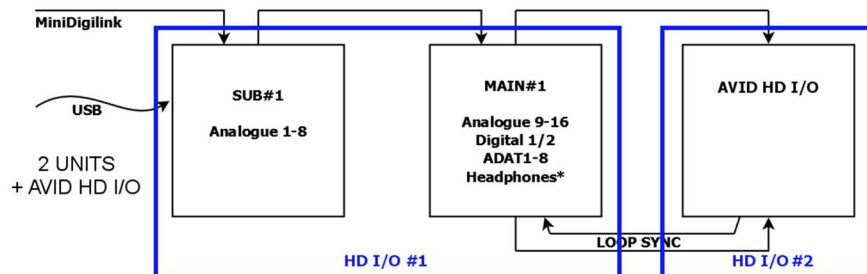 MiniDigilink
USB
2 UNITS
+ AVID HD I/O
SUB#1
Analogue 1-8
MAIN#1
Analogue 9-16
Digital 1/2
ADAT1-8
Headphones*
AVID HD I/O
LOOP SYNC
HD I/O #1
HD I/O #2